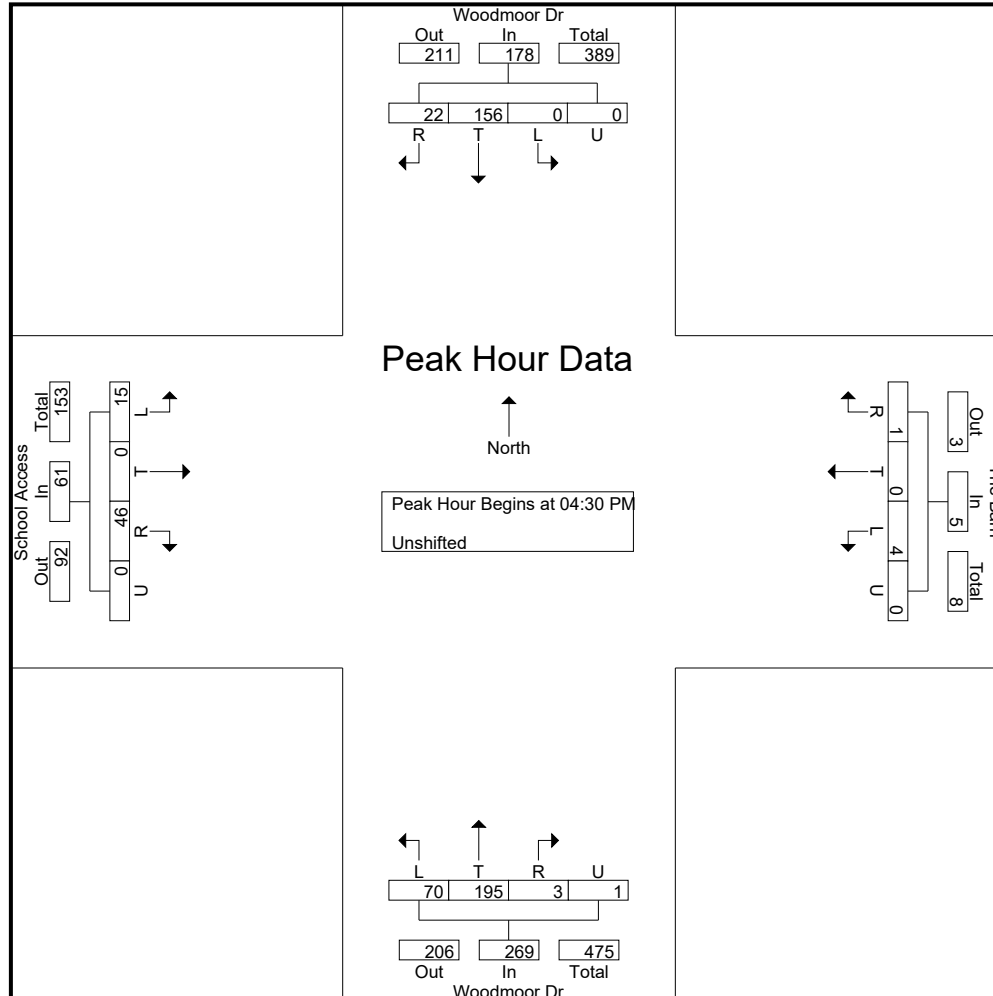 Woodmoor Dr
Out In Total
211 178 389
22 156 0 0
R T L U
Peak Hour Data
North
Peak Hour Begins at 04:30 PM
Unshifted
School Access
Total In Out
153 61 92
15 0 46 0
L T R U
Out In Total
3 5 8
1 0 4 0
R T L U
L T R U
70 195 3 1
206 269 475
Out In Total
Woodmoor Dr